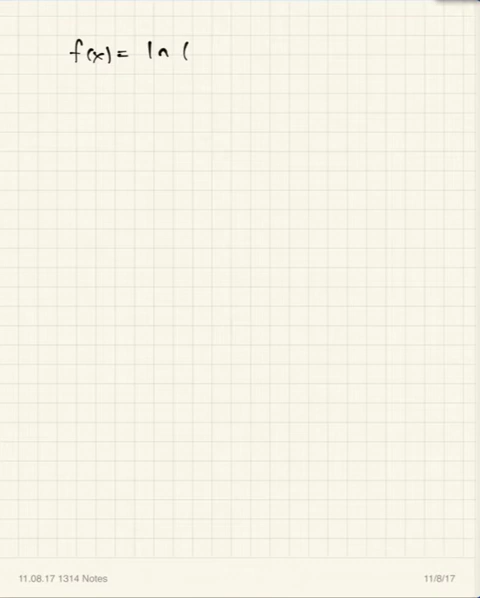 f(x) = ln (
11.08.17 1314 Notes 11/8/17